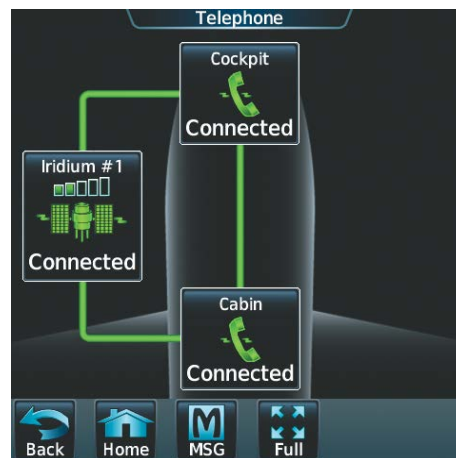 Telephone
Cockpit
Connected
Iridium #1
Connected
Cabin
Connected
Back
Home
M
MSG
Full